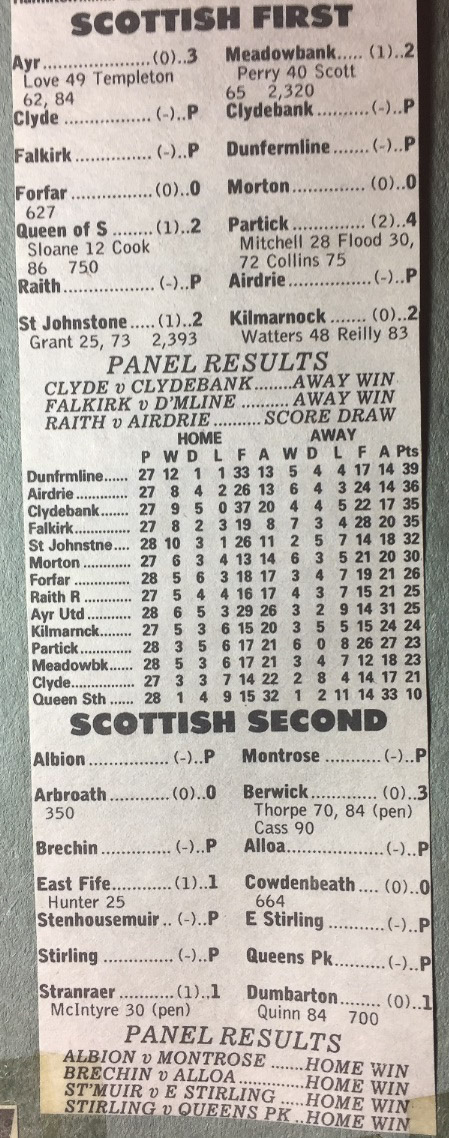 SCOTTISH FIRST
Ayr......................(0)..3 Meadowbank..... (1)..2
Love 49 Templeton Perry 40 Scott
62, 84 65 2,320
Clyde ................ (-)..P Clydebank ..........(-)..P
Falkirk ...............(-)..P Dunfermline .......(-)..P
Forfar ................(0)..0 Morton ............... (0)..0
627
Queen of S ........(1)..2 Partick ............... (2)..4
Sloane 12 Cook Mitchell 28 Flood 30,
86 750 72 Collins 75
Raith ..................(-)..P Airdrie................(-)..P
St Johnstone ..... (1)..2 Kilmarnock ....... (0)..2
Grant 25, 73 2,393 Watters 48 Reilly 83
PANEL RESULTS
CLYDE v CLYDEBANK........AWAY WIN
FALKIRK v D'MLINE .......... AWAY WIN
RAITH v AIRDRIE........... SCORE DRAW
HOME AWAY
P W D L F A W D L F A Pts
Dunfrmline...... 27 12 1 1 33 13 5 4 4 17 14 39
Airdrie ............ 27 8 4 2 26 13 6 4 3 24 14 36
Clydebank....... 27 9 5 0 37 20 4 4 5 22 17 35
Falkirk............ 27 8 2 3 19 8 7 3 4 28 20 35
St Johnstne.... 28 10 3 1 26 11 2 5 7 14 18 32
Morton ........... 27 6 3 4 13 14 6 3 5 21 20 30
Forfar ............ 28 5 6 3 18 17 3 4 7 19 21 26
Raith R .......... 27 5 4 4 16 17 4 3 7 15 21 25
Ayr Utd .......... 28 6 5 3 29 26 3 2 9 14 31 25
Kilmarnck....... 27 5 3 6 15 20 3 5 5 15 24 24
Partick........... 28 3 5 6 17 21 6 0 8 26 27 23
Meadowbk...... 28 5 3 6 17 21 3 4 7 12 18 23
Clyde............. 27 3 3 7 14 22 2 8 4 14 17 21
Queen Sth ..... 28 1 4 9 15 32 1 2 11 14 33 10
SCOTTISH SECOND
Albion ................(-)..P Montrose ...........(-)..P
Arbroath ............(0)..0 Berwick ..............(0)..3
350 Thorpe 70, 84 (pen)
Cass 90
Brechin ..............(-)..P Alloa...................(-)..P
East Fife............(1)..1 Cowdenbeath .... (0)..0
Hunter 25 664
Stenhousemuir .. (-)..P E Stirling ...........(-)..P
Stirling ..............(-)..P Queens Pk...........(-)..P
Stranraer ...........(1)..1 Dumbarton ........ (0)..1
McIntyre 30 (pen) Quinn 84 700
PANEL RESULTS
ALBION v MONTROSE .......HOME WIN
BRECHIN v ALLOA ............HOME WIN
ST'MUIR v E STIRLING .....HOME WIN
STIRLING v QUEENS PK ..HOME WIN